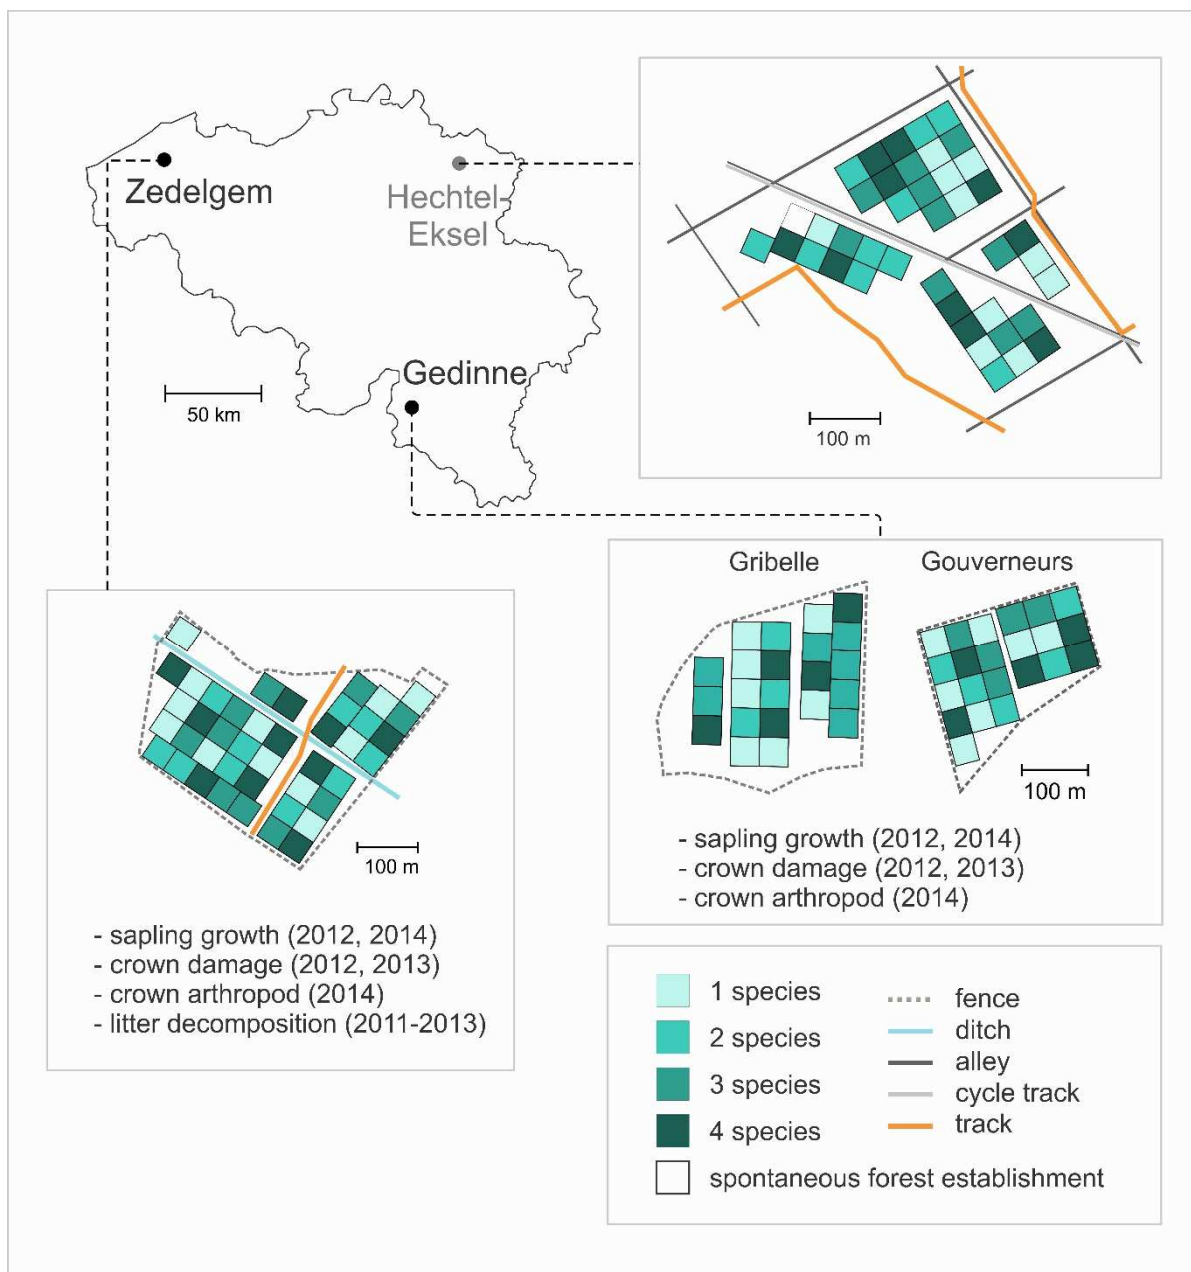 Zedelgem
Hechtel-
Eksel
Gedinne
50 km
100 m
Gribelle
Gouverneurs
100 m
- sapling growth (2012, 2014)
- crown damage (2012, 2013)
- crown arthropod (2014)
100 m
- sapling growth (2012, 2014)
- crown damage (2012, 2013)
- crown arthropod (2014)
- litter decomposition (2011-2013)
1 species
2 species
3 species
4 species
spontaneous forest establishment
fence
ditch
alley
cycle track
track